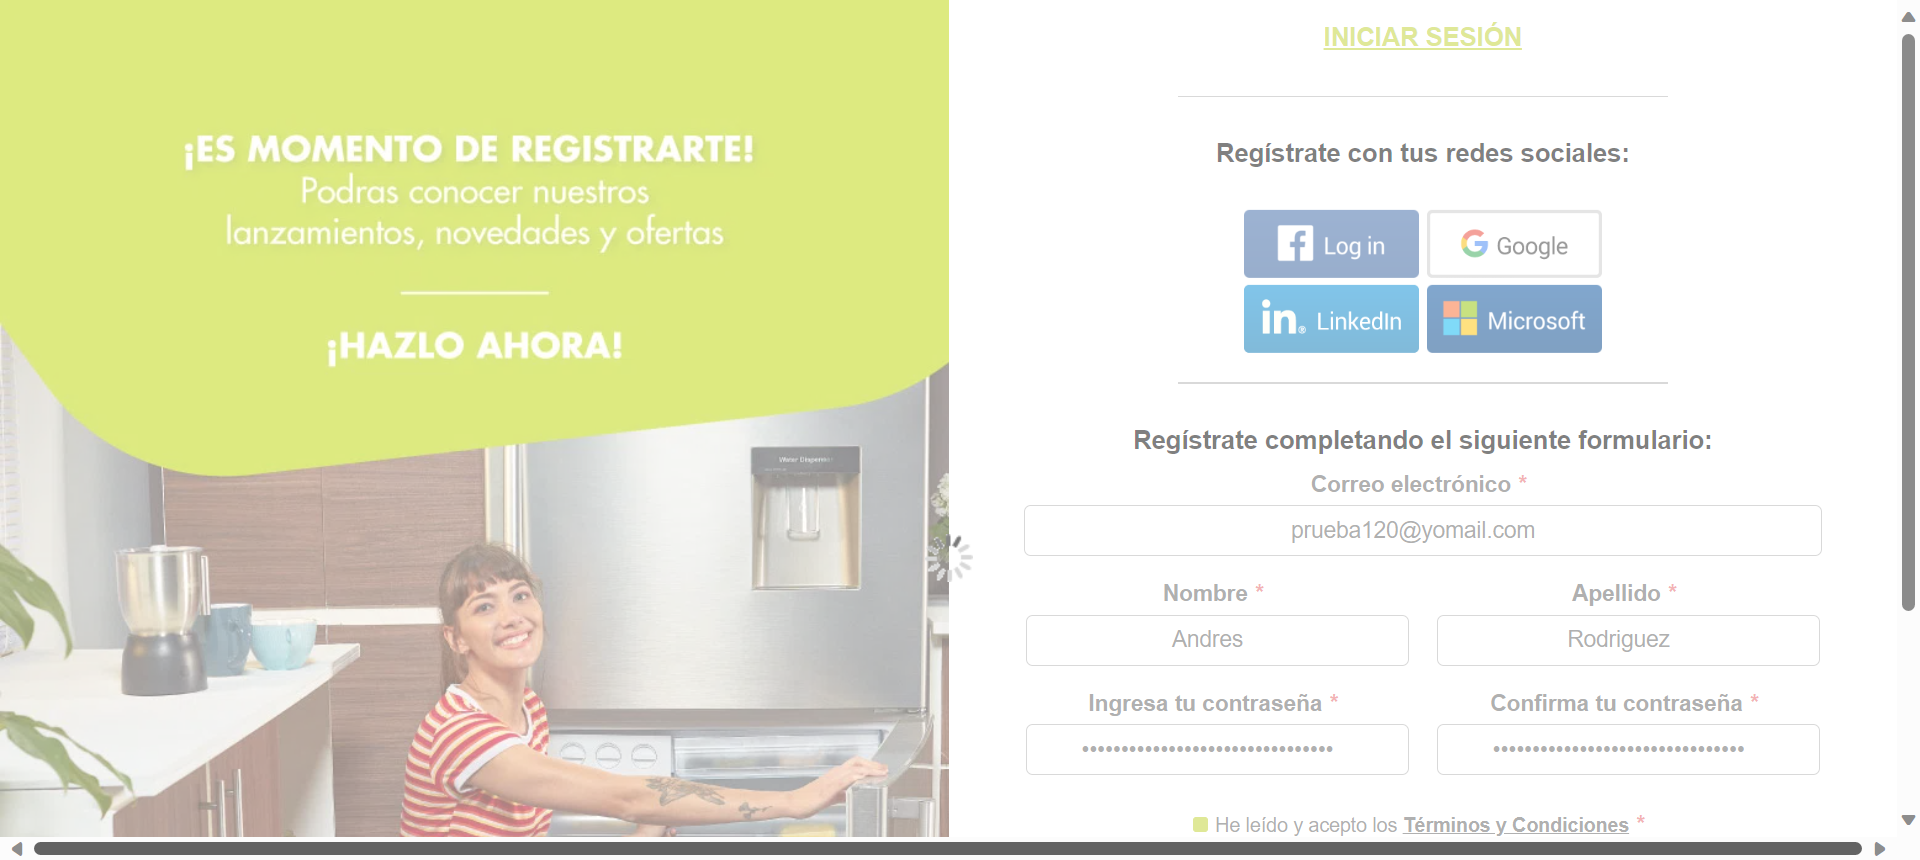 ¡ES MOMENTO DE REGISTRARTE!
Podras conocer nuestros
lanzamientos, novedades y ofertas
¡HAZLO AHORA!
Water Dispenser
INICIAR SESIÓN
Regístrate con tus redes sociales:
Log in
Google
in® LinkedIn
Microsoft
Regístrate completando el siguiente formulario:
Correo electrónico *
prueba120@yomail.com
Nombre *
Apellido *
Andres
Rodriguez
Ingresa tu contraseña *
Confirma tu contraseña *
He leído y acepto los Términos y Condiciones *